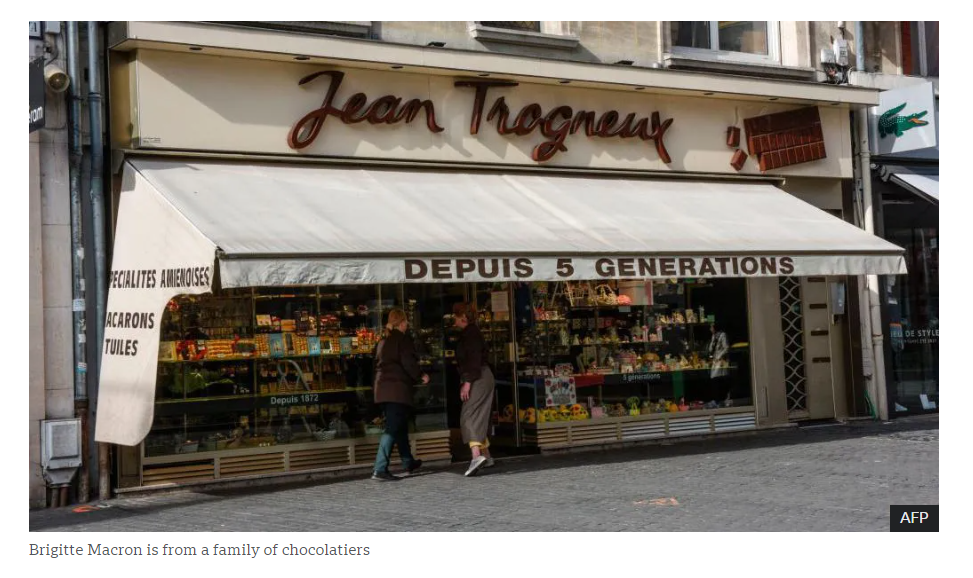 Jean Trogneux
DEPUIS 5 GENERATIONS
PECIALITES AMIENOISES
ACARONS
TUILES
Depuis 1872
5 générations
AFP
Brigitte Macron is from a family of chocolatiers